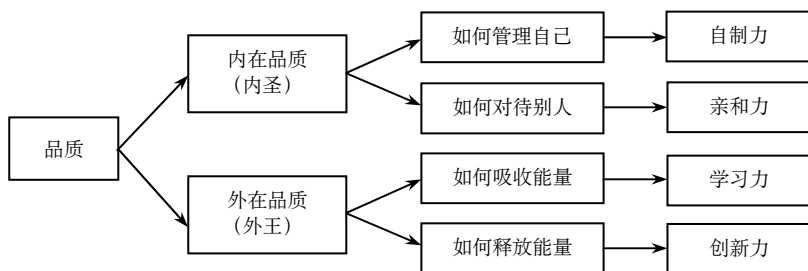 品质
内在品质
（内圣）
如何管理自己
自制力
如何对待别人
亲和力
外在品质
（外王）
如何吸收能量
学习力
如何释放能量
创新力